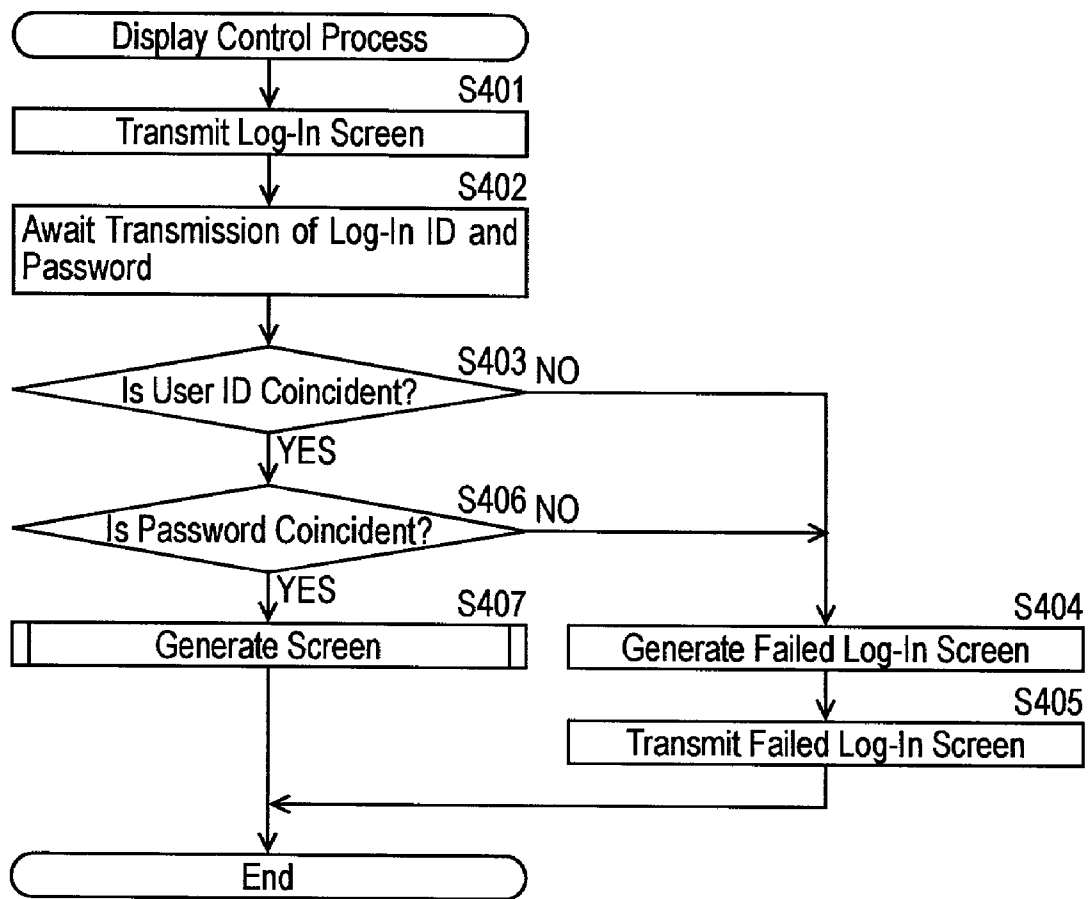 Display Control Process
S401
Transmit Log-In Screen
S402
Await Transmission of Log-In ID and
Password
S403
Is User ID Coincident?
NO
YES
S406
Is Password Coincident?
NO
YES
S407
Generate Screen
S404
Generate Failed Log-In Screen
S405
Transmit Failed Log-In Screen
End